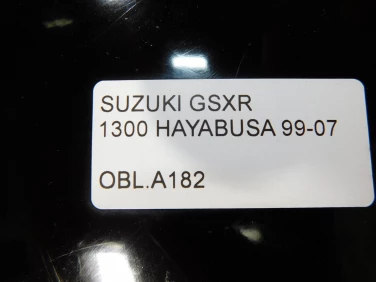 SUZUKI GSXR
1300 HAYABUSA 99-07
OBL.A182